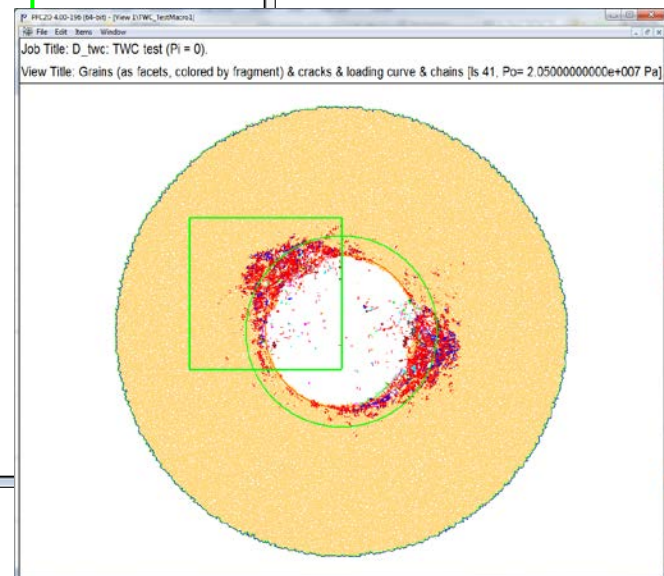 PFC2D 4.00-196 (64-bit) - [View D\TWC_TestMacro1]
File Edit Items Window
Job Title: D_twc: TWC test (Pi = 0).
View Title: Grains (as facets, colored by fragment) & cracks & loading curve & chains [ls 41, Po= 2.05000000000e+007 Pa]